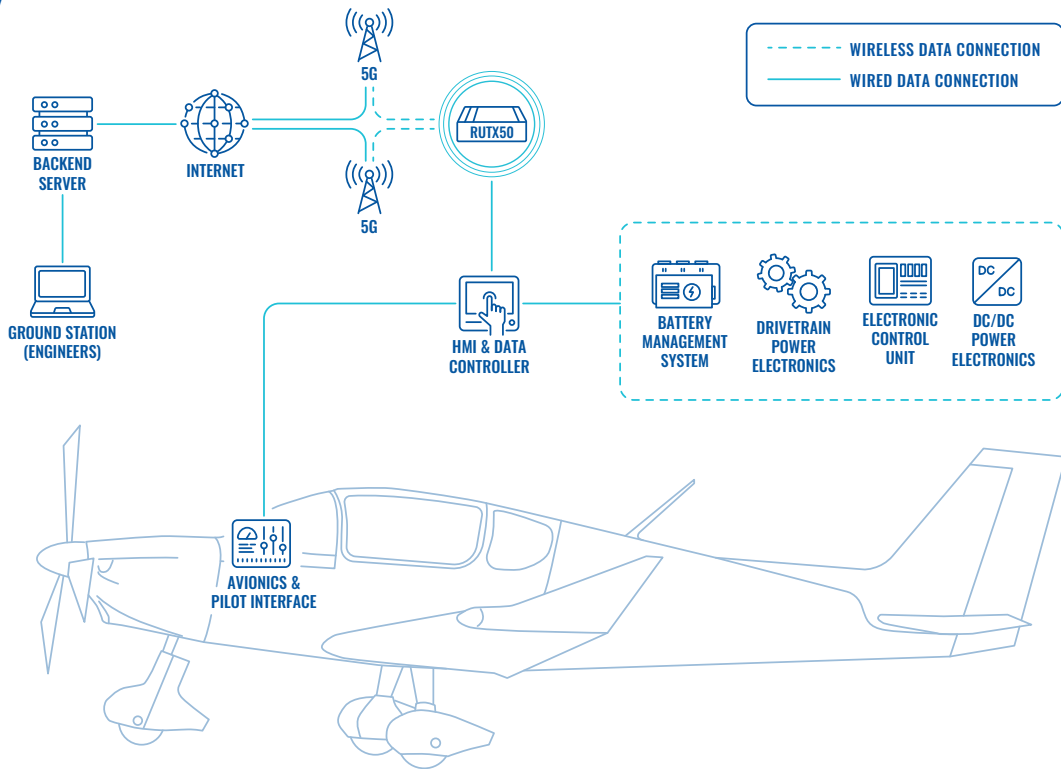 5G
WIRELESS DATA CONNECTION
WIRED DATA CONNECTION
RUTX50
BACKEND
SERVER
INTERNET
5G
GROUND STATION
(ENGINEERS)
HMI & DATA
CONTROLLER
BATTERY
MANAGEMENT
SYSTEM
DRIVETRAIN
POWER
ELECTRONICS
ELECTRONIC
CONTROL
UNIT
DC
DC
DC/DC
POWER
ELECTRONICS
AVIONICS &
PILOT INTERFACE